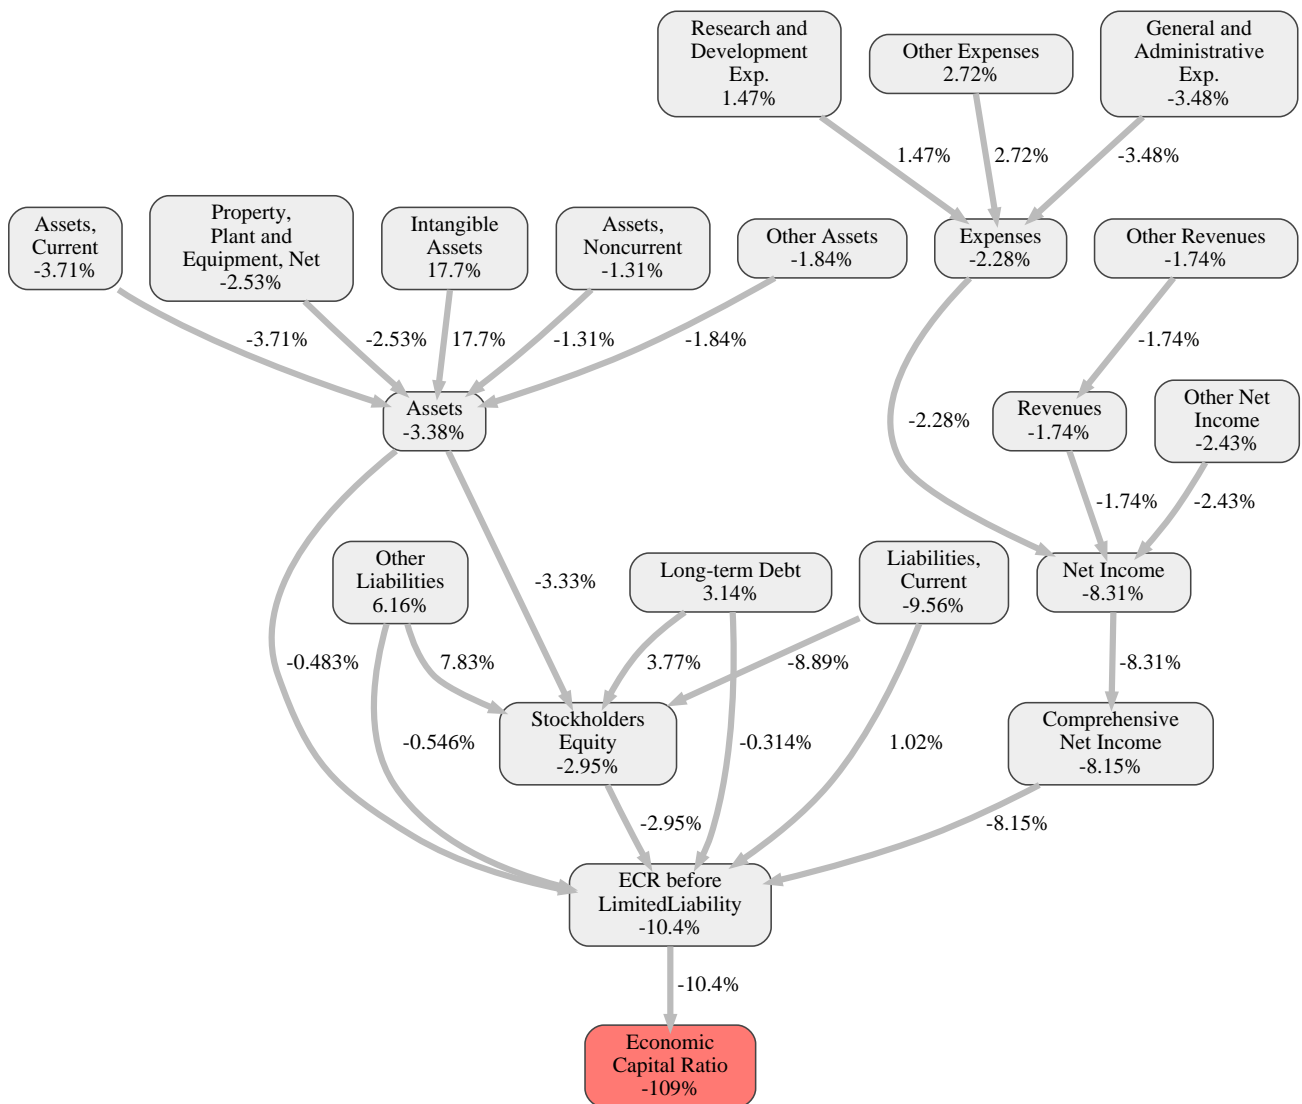 Research and
Development
Exp.
1.47%
Other Expenses
2.72%
General and
Administrative
Exp.
-3.48%
1.47%
2.72%
-3.48%
Assets,
Current
-3.71%
Property,
Plant and
Equipment, Net
-2.53%
Intangible
Assets
17.7%
Assets,
Noncurrent
-1.31%
Other Assets
-1.84%
Expenses
-2.28%
Other Revenues
-1.74%
-3.71%
-2.53%
17.7%
-1.31%
-1.84%
-1.74%
Assets
-3.38%
-2.28%
Revenues
-1.74%
Other Net
Income
-2.43%
-1.74%
-2.43%
Other
Liabilities
6.16%
-3.33%
Long-term Debt
3.14%
Liabilities,
Current
-9.56%
Net Income
-8.31%
-0.483%
7.83%
3.77%
-8.89%
-8.31%
-0.546%
Stockholders
Equity
-2.95%
-0.314%
1.02%
Comprehensive
Net Income
-8.15%
-2.95%
-8.15%
ECR before
LimitedLiability
-10.4%
-10.4%
Economic
Capital Ratio
-109%